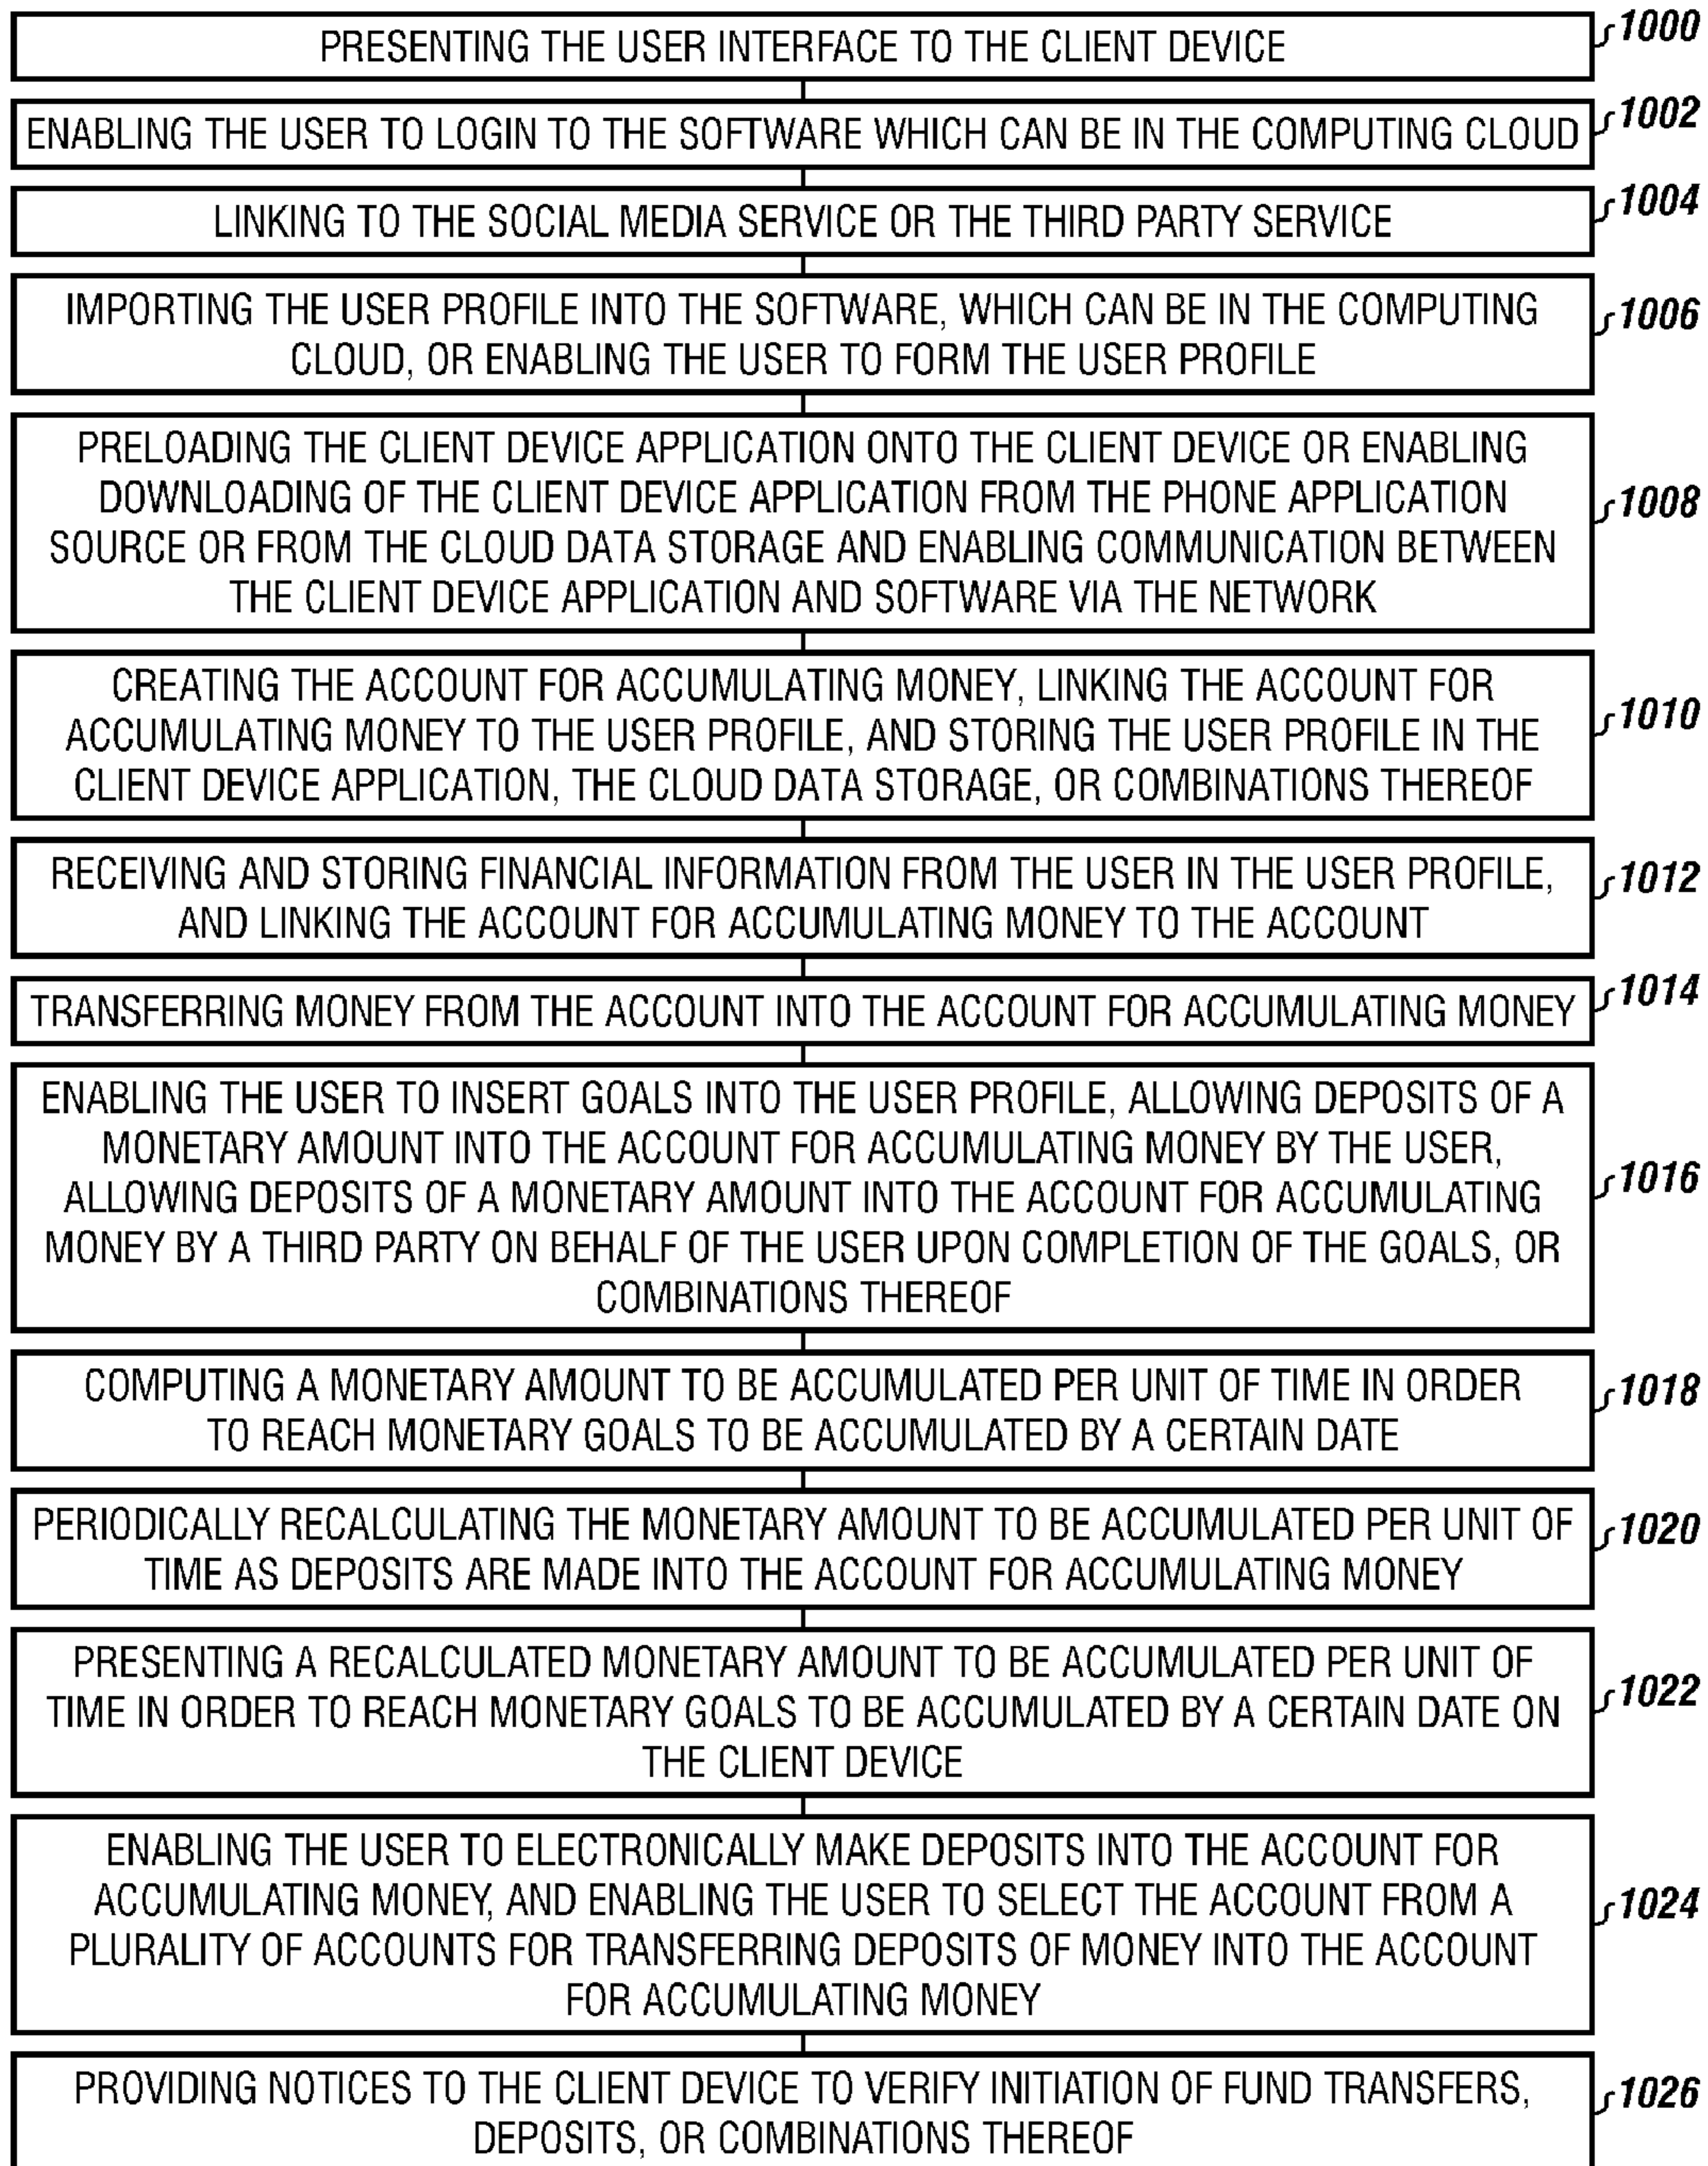 PRESENTING THE USER INTERFACE TO THE CLIENT DEVICE
1000
ENABLING THE USER TO LOGIN TO THE SOFTWARE WHICH CAN BE IN THE COMPUTING CLOUD
1002
LINKING TO THE SOCIAL MEDIA SERVICE OR THE THIRD PARTY SERVICE
1004
IMPORTING THE USER PROFILE INTO THE SOFTWARE, WHICH CAN BE IN THE COMPUTING
CLOUD, OR ENABLING THE USER TO FORM THE USER PROFILE
1006
PRELOADING THE CLIENT DEVICE APPLICATION ONTO THE CLIENT DEVICE OR ENABLING
DOWNLOADING OF THE CLIENT DEVICE APPLICATION FROM THE PHONE APPLICATION
SOURCE OR FROM THE CLOUD DATA STORAGE AND ENABLING COMMUNICATION BETWEEN
THE CLIENT DEVICE APPLICATION AND SOFTWARE VIA THE NETWORK
1008
CREATING THE ACCOUNT FOR ACCUMULATING MONEY, LINKING THE ACCOUNT FOR
ACCUMULATING MONEY TO THE USER PROFILE, AND STORING THE USER PROFILE IN THE
CLIENT DEVICE APPLICATION, THE CLOUD DATA STORAGE, OR COMBINATIONS THEREOF
1010
RECEIVING AND STORING FINANCIAL INFORMATION FROM THE USER IN THE USER PROFILE,
AND LINKING THE ACCOUNT FOR ACCUMULATING MONEY TO THE ACCOUNT
1012
TRANSFERRING MONEY FROM THE ACCOUNT INTO THE ACCOUNT FOR ACCUMULATING MONEY
1014
ENABLING THE USER TO INSERT GOALS INTO THE USER PROFILE, ALLOWING DEPOSITS OF A
MONETARY AMOUNT INTO THE ACCOUNT FOR ACCUMULATING MONEY BY THE USER,
ALLOWING DEPOSITS OF A MONETARY AMOUNT INTO THE ACCOUNT FOR ACCUMULATING
MONEY BY A THIRD PARTY ON BEHALF OF THE USER UPON COMPLETION OF THE GOALS, OR
COMBINATIONS THEREOF
1016
COMPUTING A MONETARY AMOUNT TO BE ACCUMULATED PER UNIT OF TIME IN ORDER
TO REACH MONETARY GOALS TO BE ACCUMULATED BY A CERTAIN DATE
1018
PERIODICALLY RECALCULATING THE MONETARY AMOUNT TO BE ACCUMULATED PER UNIT OF
TIME AS DEPOSITS ARE MADE INTO THE ACCOUNT FOR ACCUMULATING MONEY
1020
PRESENTING A RECALCULATED MONETARY AMOUNT TO BE ACCUMULATED PER UNIT OF
TIME IN ORDER TO REACH MONETARY GOALS TO BE ACCUMULATED BY A CERTAIN DATE ON
THE CLIENT DEVICE
1022
ENABLING THE USER TO ELECTRONICALLY MAKE DEPOSITS INTO THE ACCOUNT FOR
ACCUMULATING MONEY, AND ENABLING THE USER TO SELECT THE ACCOUNT FROM A
PLURALITY OF ACCOUNTS FOR TRANSFERRING DEPOSITS OF MONEY INTO THE ACCOUNT
FOR ACCUMULATING MONEY
1024
PROVIDING NOTICES TO THE CLIENT DEVICE TO VERIFY INITIATION OF FUND TRANSFERS,
DEPOSITS, OR COMBINATIONS THEREOF
1026